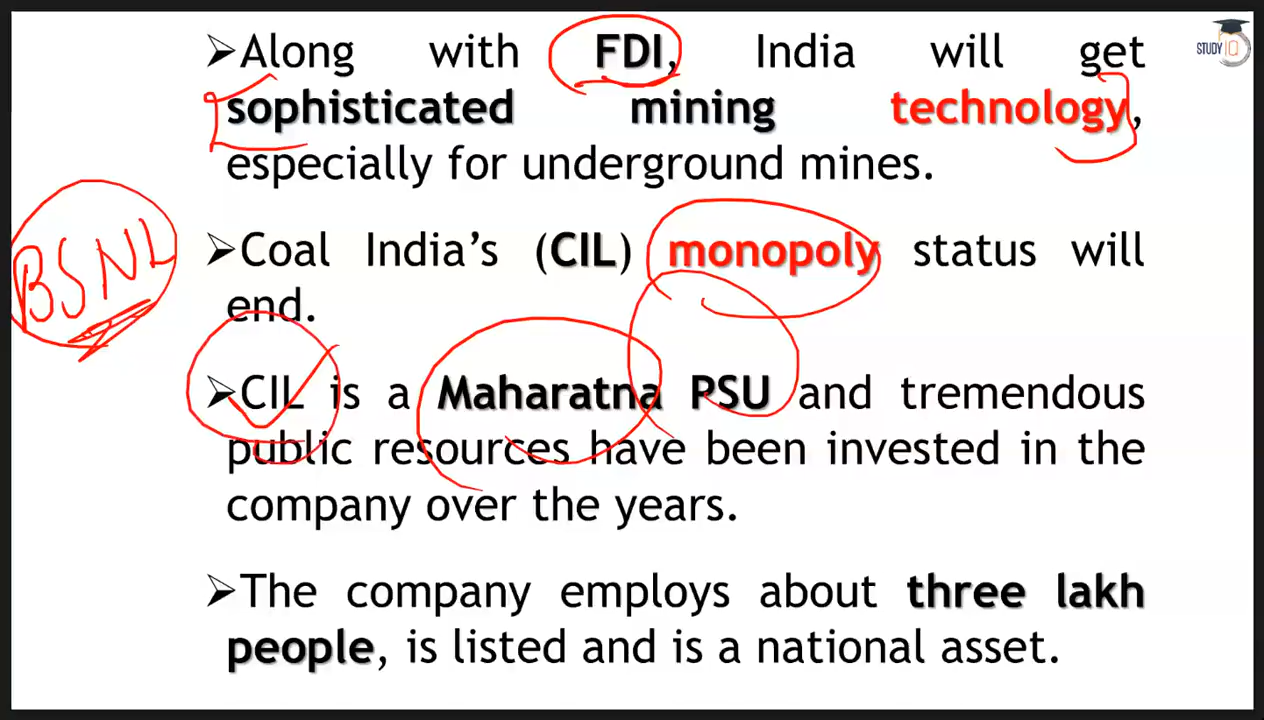 ➢Along with FDI, India will get
sophisticated mining technology,
especially for underground mines.
➢Coal India’s (CIL) monopoly status will
end.
➢CIL is a Maharatna PSU and tremendous
public resources have been invested in the
company over the years.
➢The company employs about three lakh
people, is listed and is a national asset.
BSNL
STUDY IQ